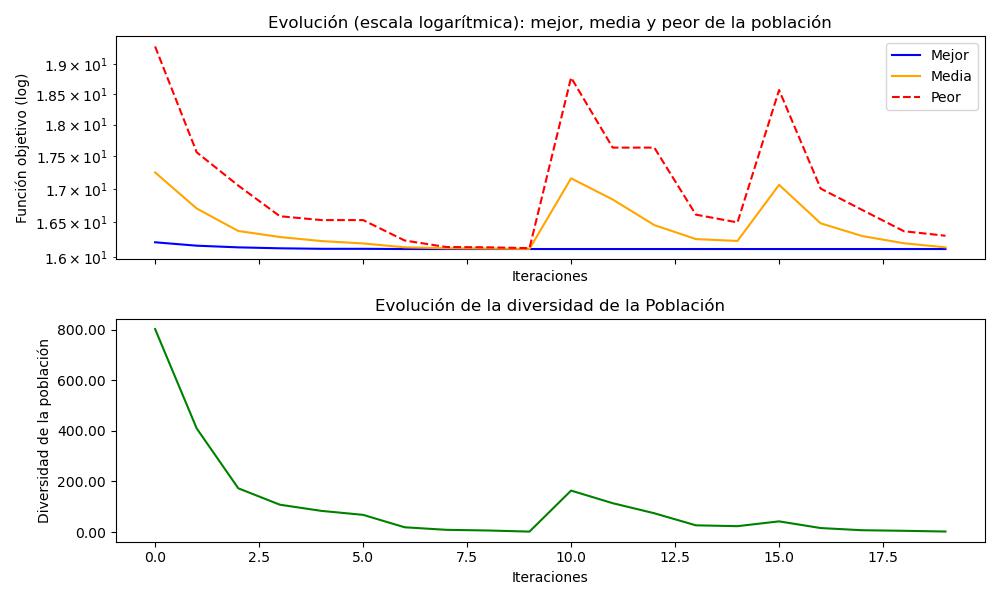 Evolución (escala logarítmica): mejor, media y peor de la población
Función objetivo (log)
1.9 × 10¹
1.85 × 10¹
1.8 × 10¹
1.75 × 10¹
1.7 × 10¹
1.65 × 10¹
1.6 × 10¹
Mejor
Media
Peor
Iteraciones
Evolución de la diversidad de la Población
Diversidad de la población
800.00
600.00
400.00
200.00
0.00
0.0 2.5 5.0 7.5 10.0 12.5 15.0 17.5
Iteraciones